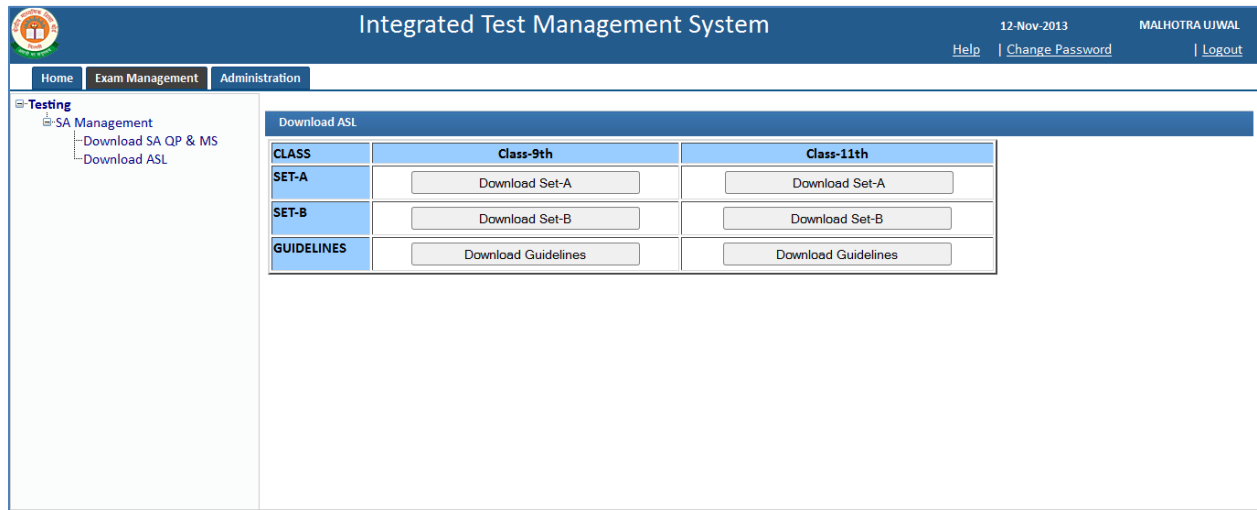 Integrated Test Management System
12-Nov-2013 MALHOTRA UJWAL
Help | Change Password | Logout
Home Exam Management Administration
Testing
SA Management
Download SA QP & MS
Download ASL
Download ASL
CLASS Class-9th Class-11th
SET-A Download Set-A Download Set-A
SET-B Download Set-B Download Set-B
GUIDELINES Download Guidelines Download Guidelines